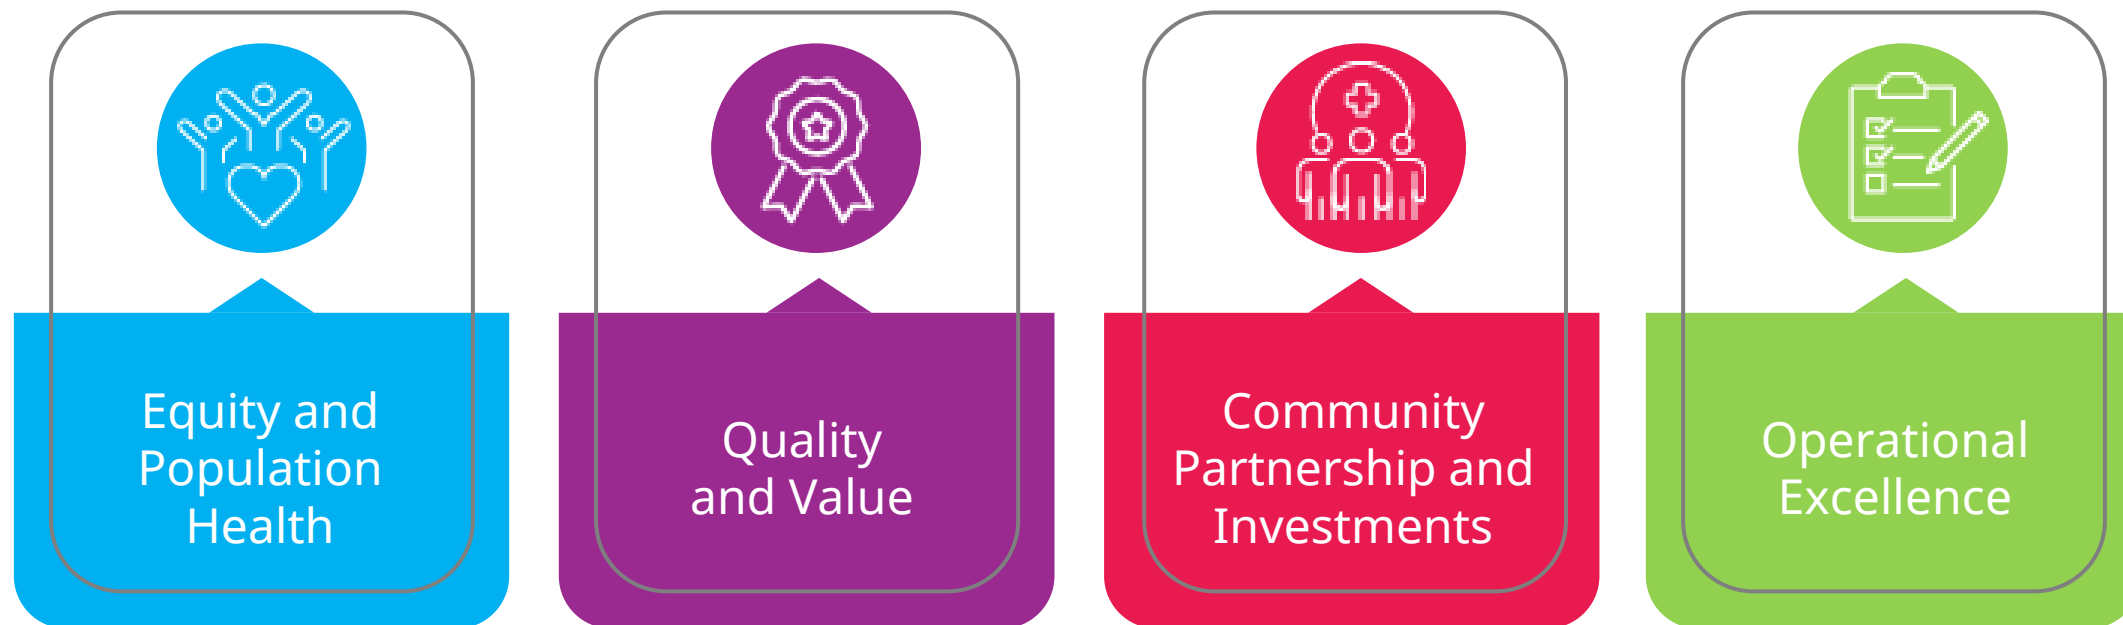 Equity and
Population
Health
Quality
and Value
Community
Partnership and
Investments
Operational
Excellence